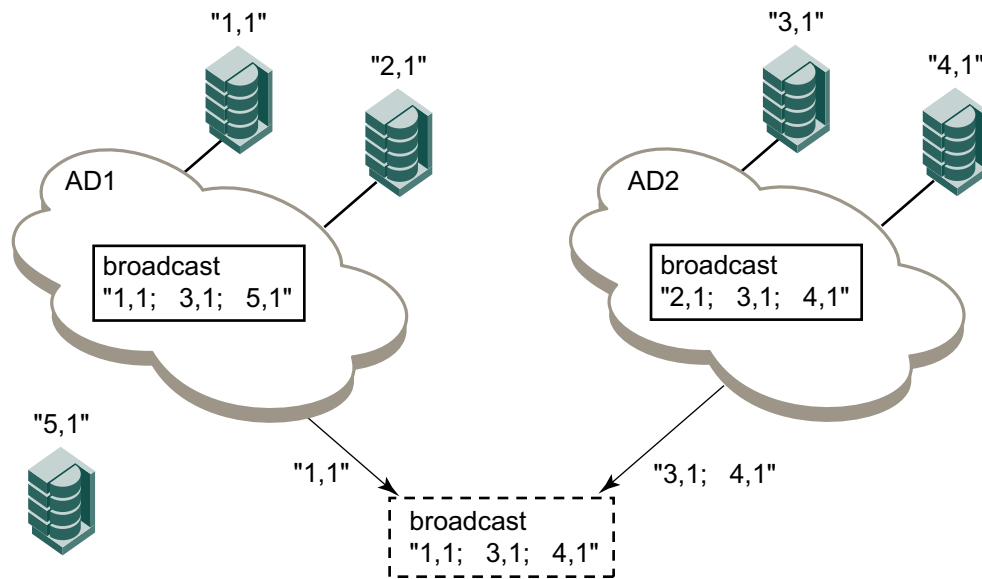 "1,1"
"2,1"
AD1
broadcast
"1,1; 3,1; 5,1"
"3,1"
"4,1"
AD2
broadcast
"2,1; 3,1; 4,1"
"5,1"
"1,1"
"3,1; 4,1"
broadcast
"1,1; 3,1; 4,1"